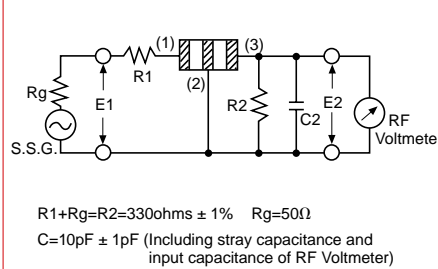 (1)
(3)
R1
(2)
Rg
E1
R2
C2
E2
RF
Voltmete
S.S.G.
R1+Rg=R2=330ohms ± 1% Rg=50Ω
C=10pF ± 1pF (Including stray capacitance and
input capacitance of RF Voltmeter)